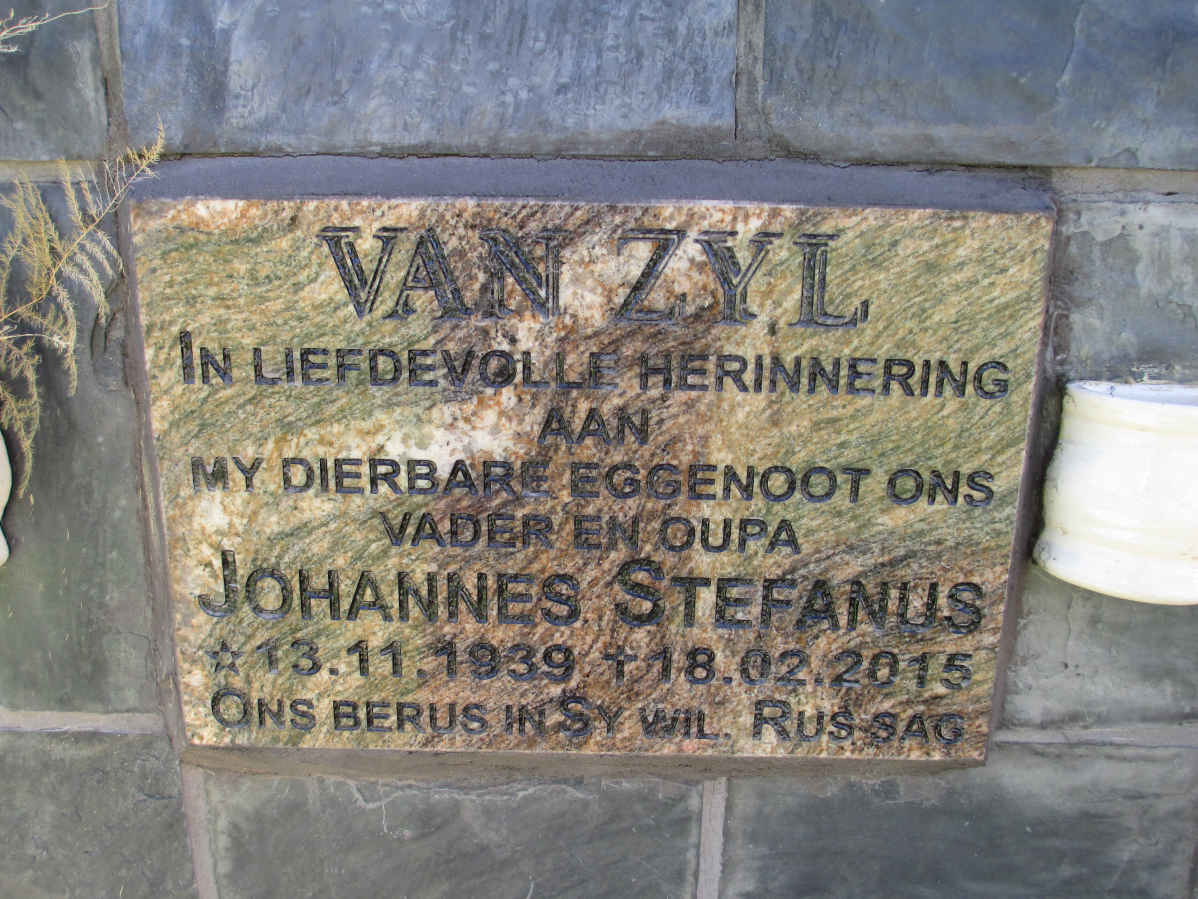 VAN ZYL
IN LIEFDEVOLLE HERINNERING
AAN
MY DIERBARE EGGENOOT ONS
VADER EN OUPA
JOHANNES STEFANUS
★ 13.11.1939 ✝ 18.02.2015
ONS BERUS IN SY WIL. RUS SAG